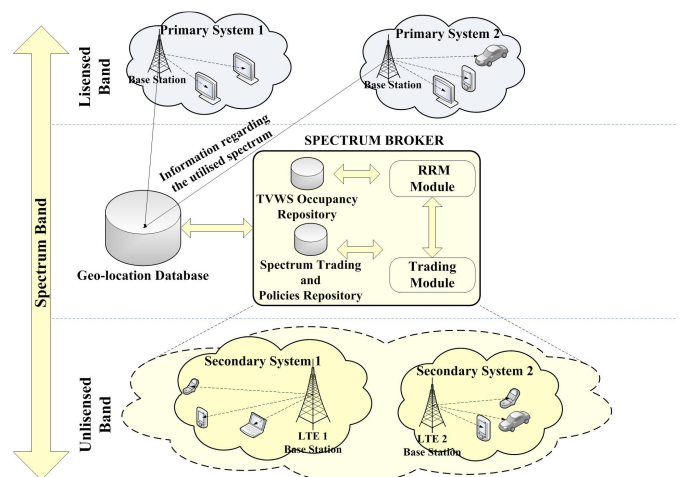 Primary System 1
Base Station
Primary System 2
Base Station
Lisensed
Band
Information regarding
the utilised spectrum
SPECTRUM BROKER
TVWS Occupancy
Repository
RRM
Module
Spectrum Trading
and
Policies Repository
Trading
Module
Geo-location Database
Spectrum Band
Unlisensed
Band
Secondary System 1
LTE 1
Base Station
Secondary System 2
LTE 2
Base Station